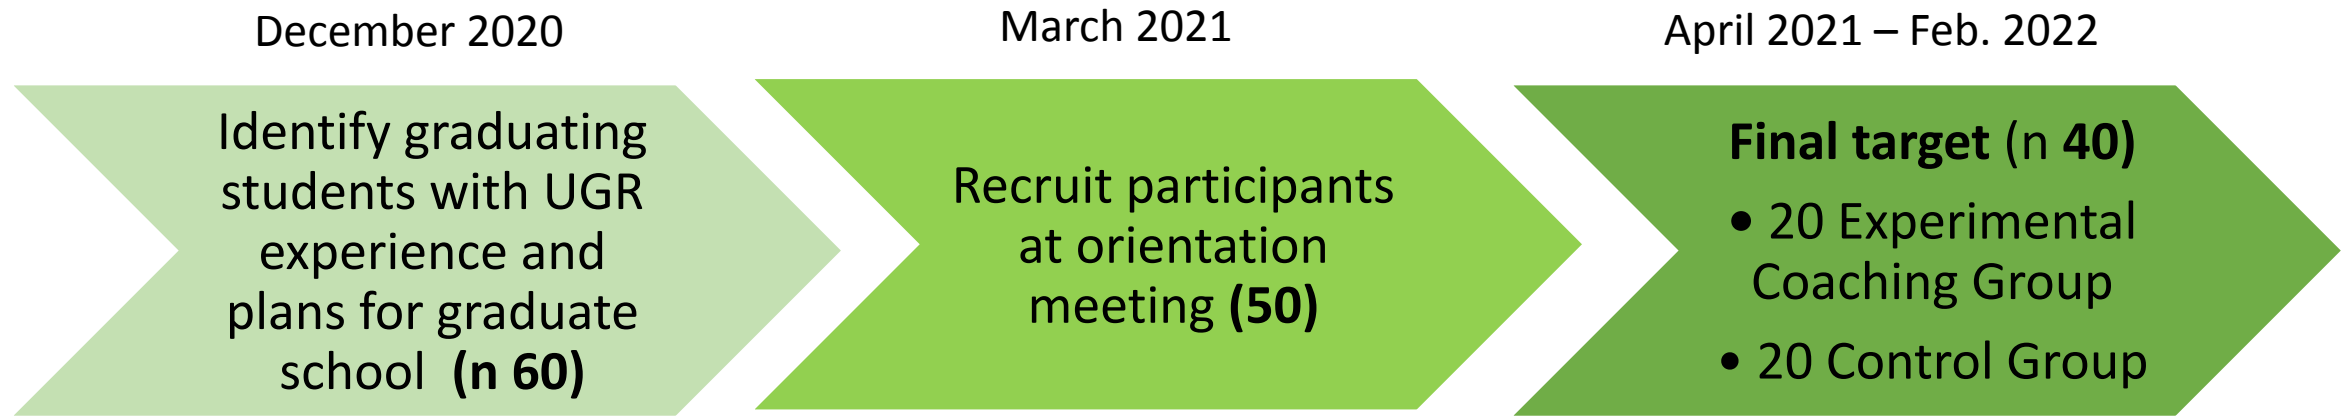 December 2020
Identify graduating
students with UGR
experience and
plans for graduate
school (n 60)
March 2021
Recruit participants
at orientation
meeting (50)
April 2021 – Feb. 2022
Final target (n 40)
• 20 Experimental
Coaching Group
• 20 Control Group